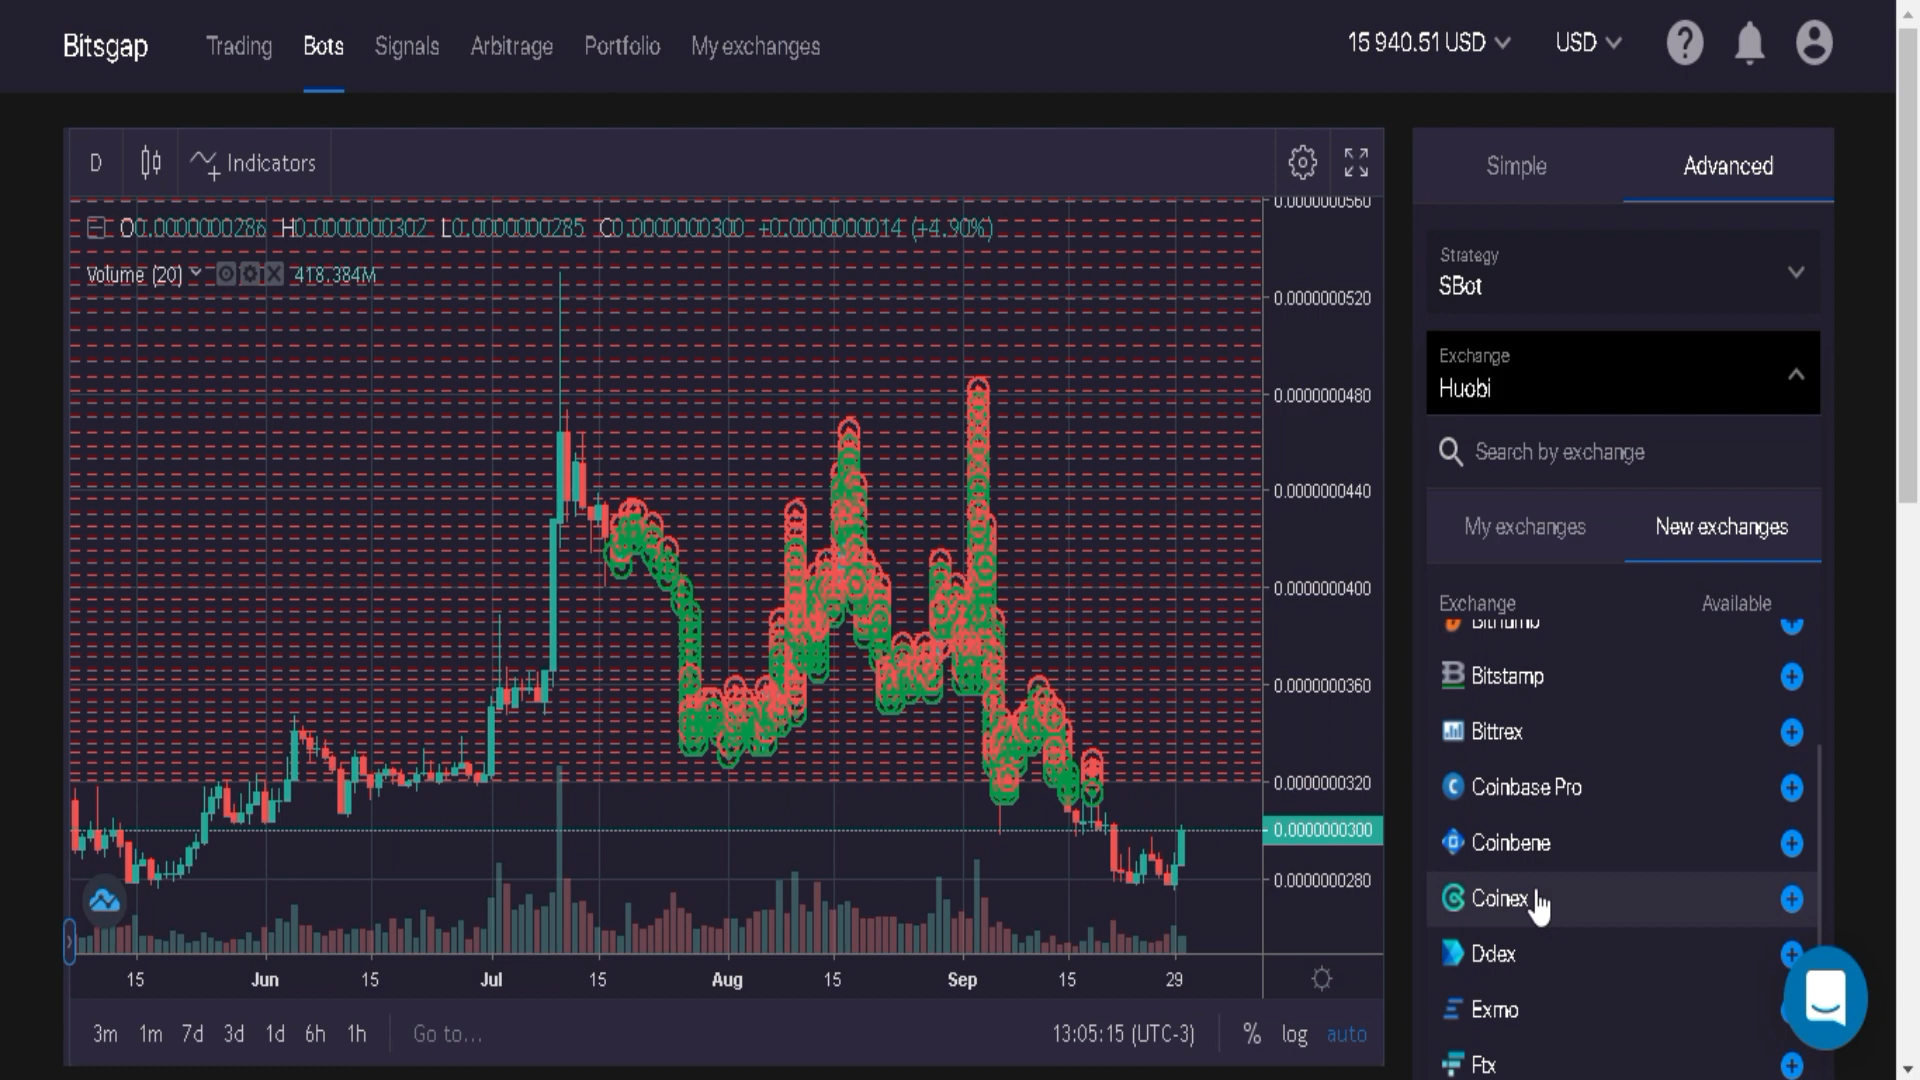 Bitsgap Trading Bots Signals Arbitrage Portfolio My exchanges 15 940.51 USD USD
D Indicators
O0.0000000286 H0.0000000302 L0.0000000285 C0.0000000300 +0.0000000014 (+4.90%)
Volume (20) 418.384M
0.0000000560
0.0000000520
0.0000000480
0.0000000440
0.0000000400
0.0000000360
0.0000000320
0.0000000300
0.0000000280
15 Jun 15 Jul 15 Aug 15 Sep 15 29
3m 1m 7d 3d 1d 6h 1h Go to... 13:05:15 (UTC-3) % log auto
Simple Advanced
Strategy
SBot
Exchange
Huobi
Search by exchange
My exchanges New exchanges
Exchange Available
Bithumb
Bitstamp
Bittrex
Coinbase Pro
Coinbene
Coinex
Ddex
Exmo
Ftx